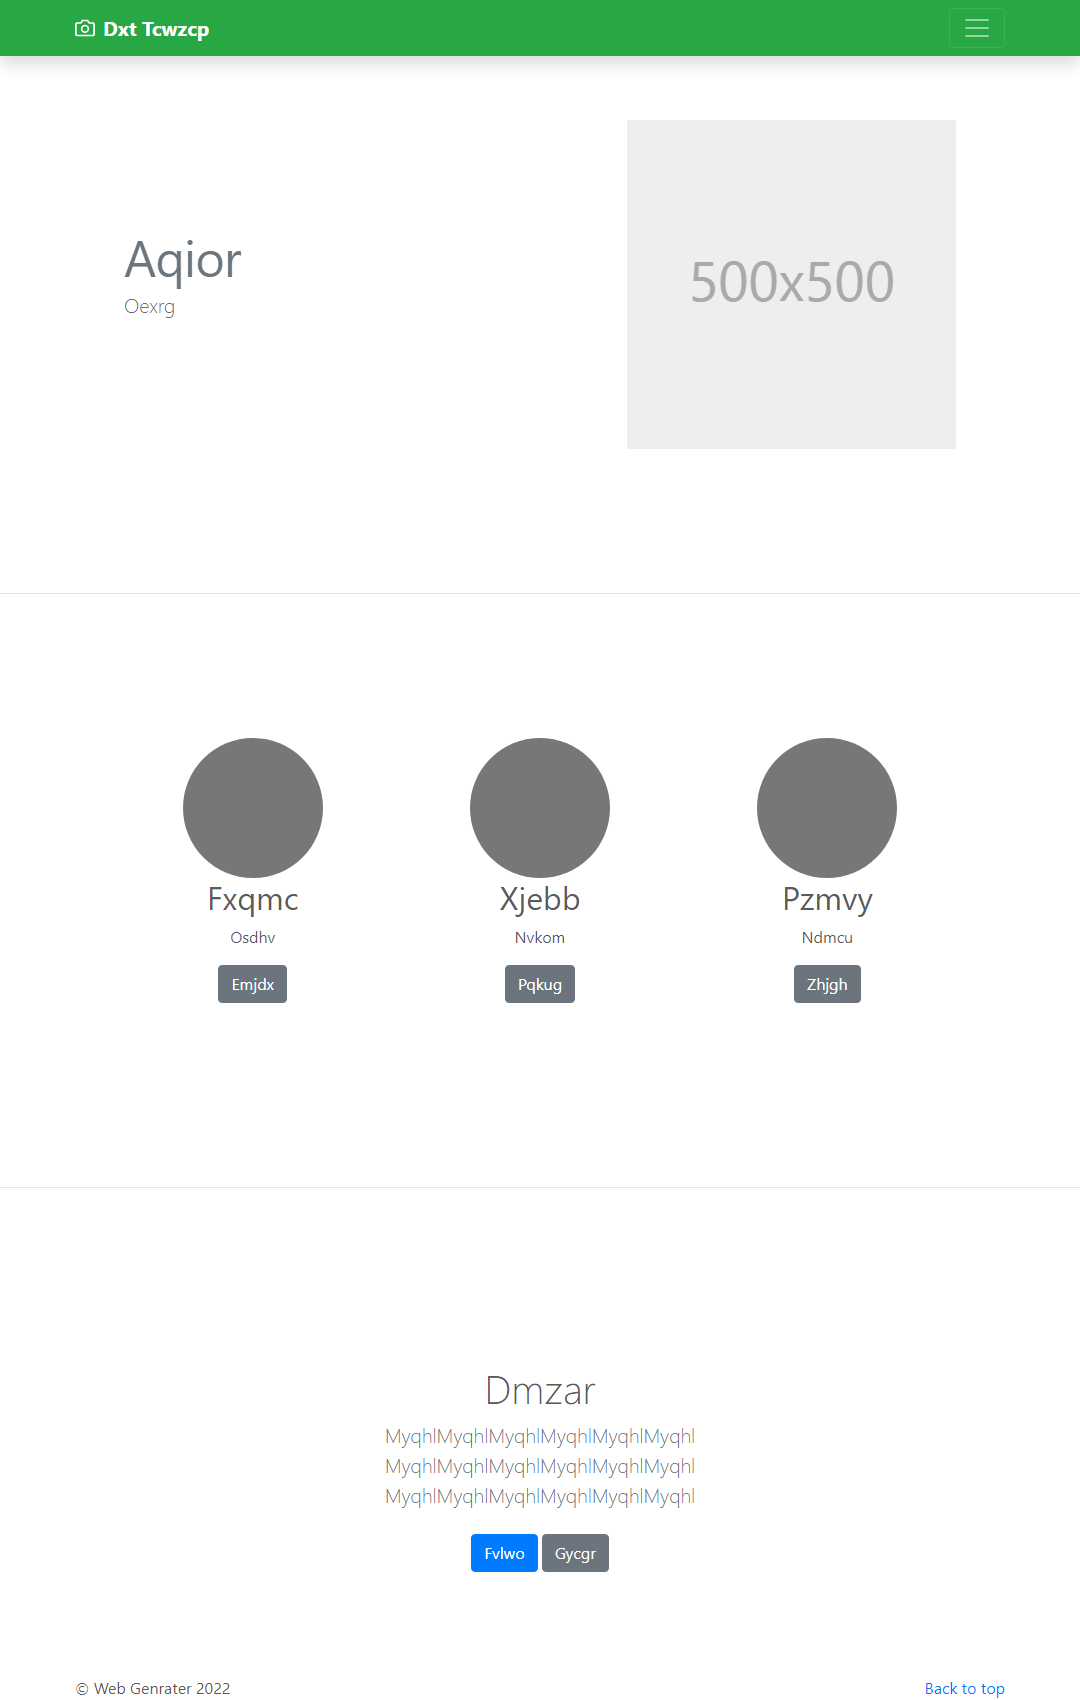 Dxt Tcwzcp
Aqior
Oexrg
500x500
Fxqmc
Osdhv
Emjdx
Xjebb
Nvkom
Pqkug
Pzmvy
Ndmcu
Zhjgh
Dmzar
MyqhlMyqhlMyqhlMyqhlMyqhlMyqhl
MyqhlMyqhlMyqhlMyqhlMyqhlMyqhl
MyqhlMyqhlMyqhlMyqhlMyqhlMyqhl
Fvlwo Gycgr
© Web Genrater 2022 Back to top